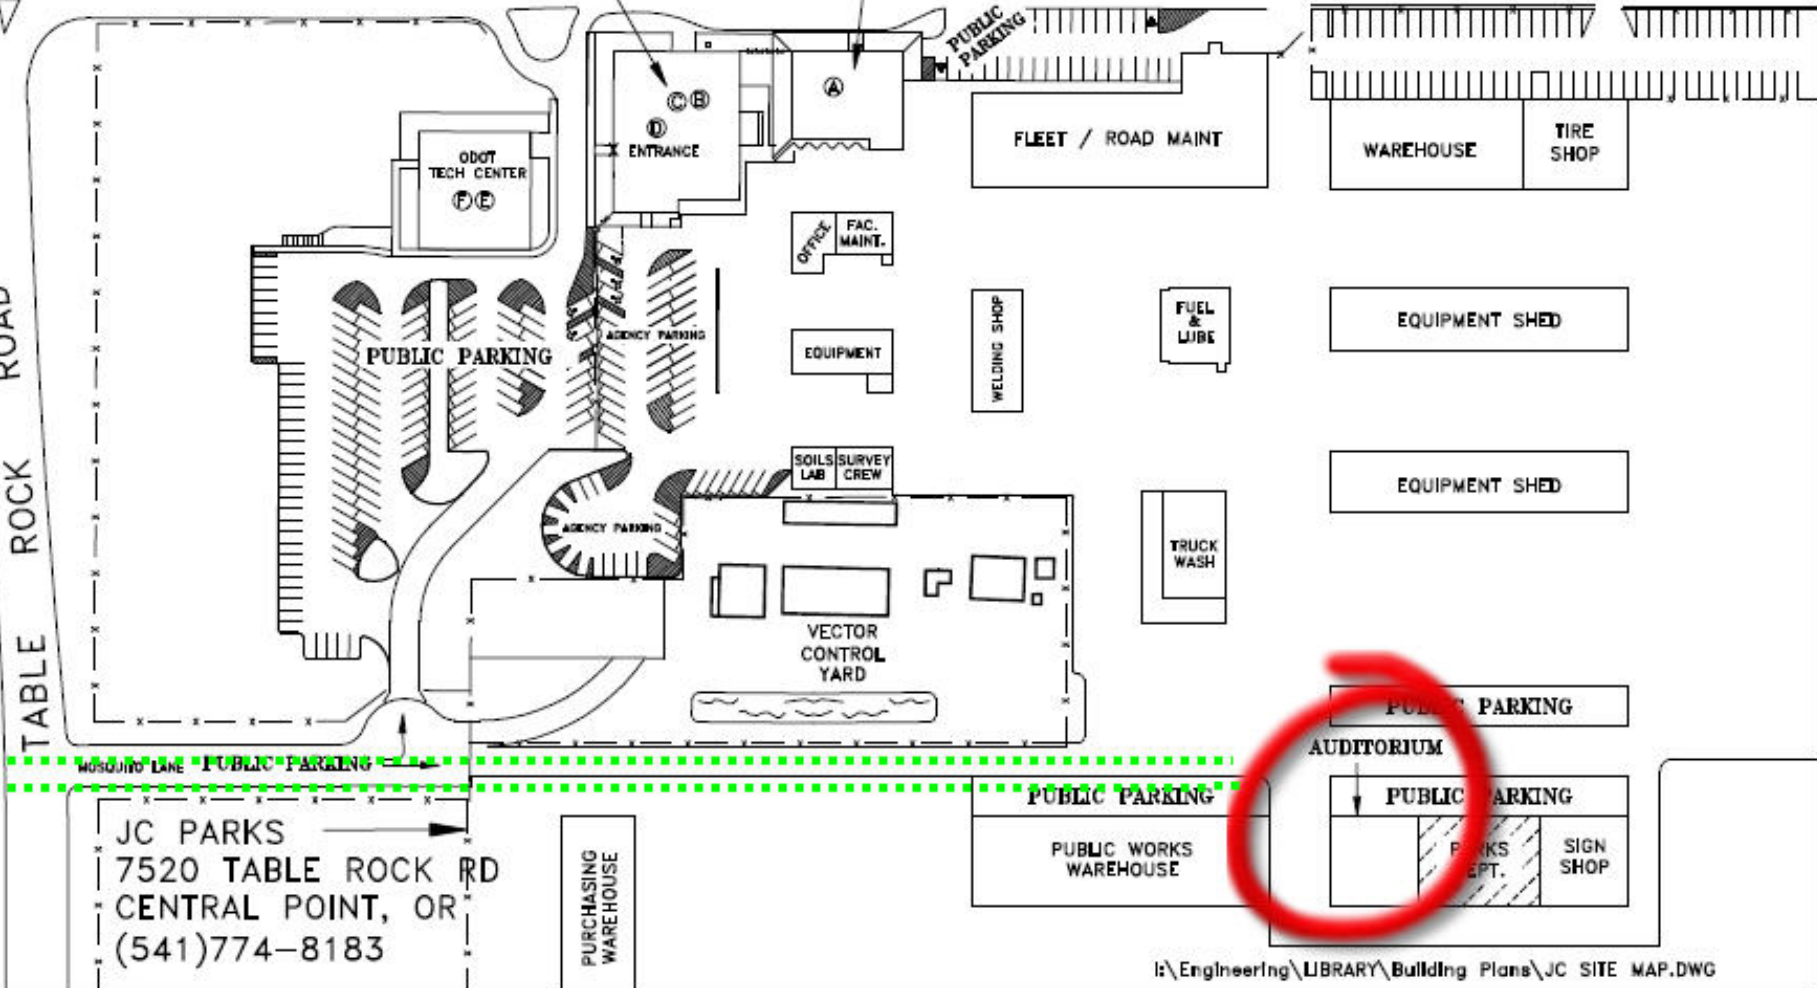 PUBLIC
PARKING
A
C B
D
ENTRANCE
ODOT
TECH CENTER
F E
FLEET / ROAD MAINT
WAREHOUSE
TIRE
SHOP
OFFICE
FAC.
MAINT.
TABLE ROCK ROAD
PUBLIC PARKING
AGENCY PARKING
EQUIPMENT
WELDING SHOP
FUEL
&
LUBE
EQUIPMENT SHED
SOILS
LAB
SURVEY
CREW
EQUIPMENT SHED
AGENCY PARKING
TRUCK
WASH
VECTOR
CONTROL
YARD
PUBLIC PARKING
AUDITORIUM
MOSQUITO LANE
PUBLIC PARKING
PUBLIC PARKING
PUBLIC PARKING
JC PARKS
7520 TABLE ROCK RD
CENTRAL POINT, OR
(541)774-8183
PURCHASING
WAREHOUSE
PUBLIC WORKS
WAREHOUSE
PARKS
DEPT.
SIGN
SHOP
I:\Engineering\LIBRARY\Building Plans\JC SITE MAP.DWG